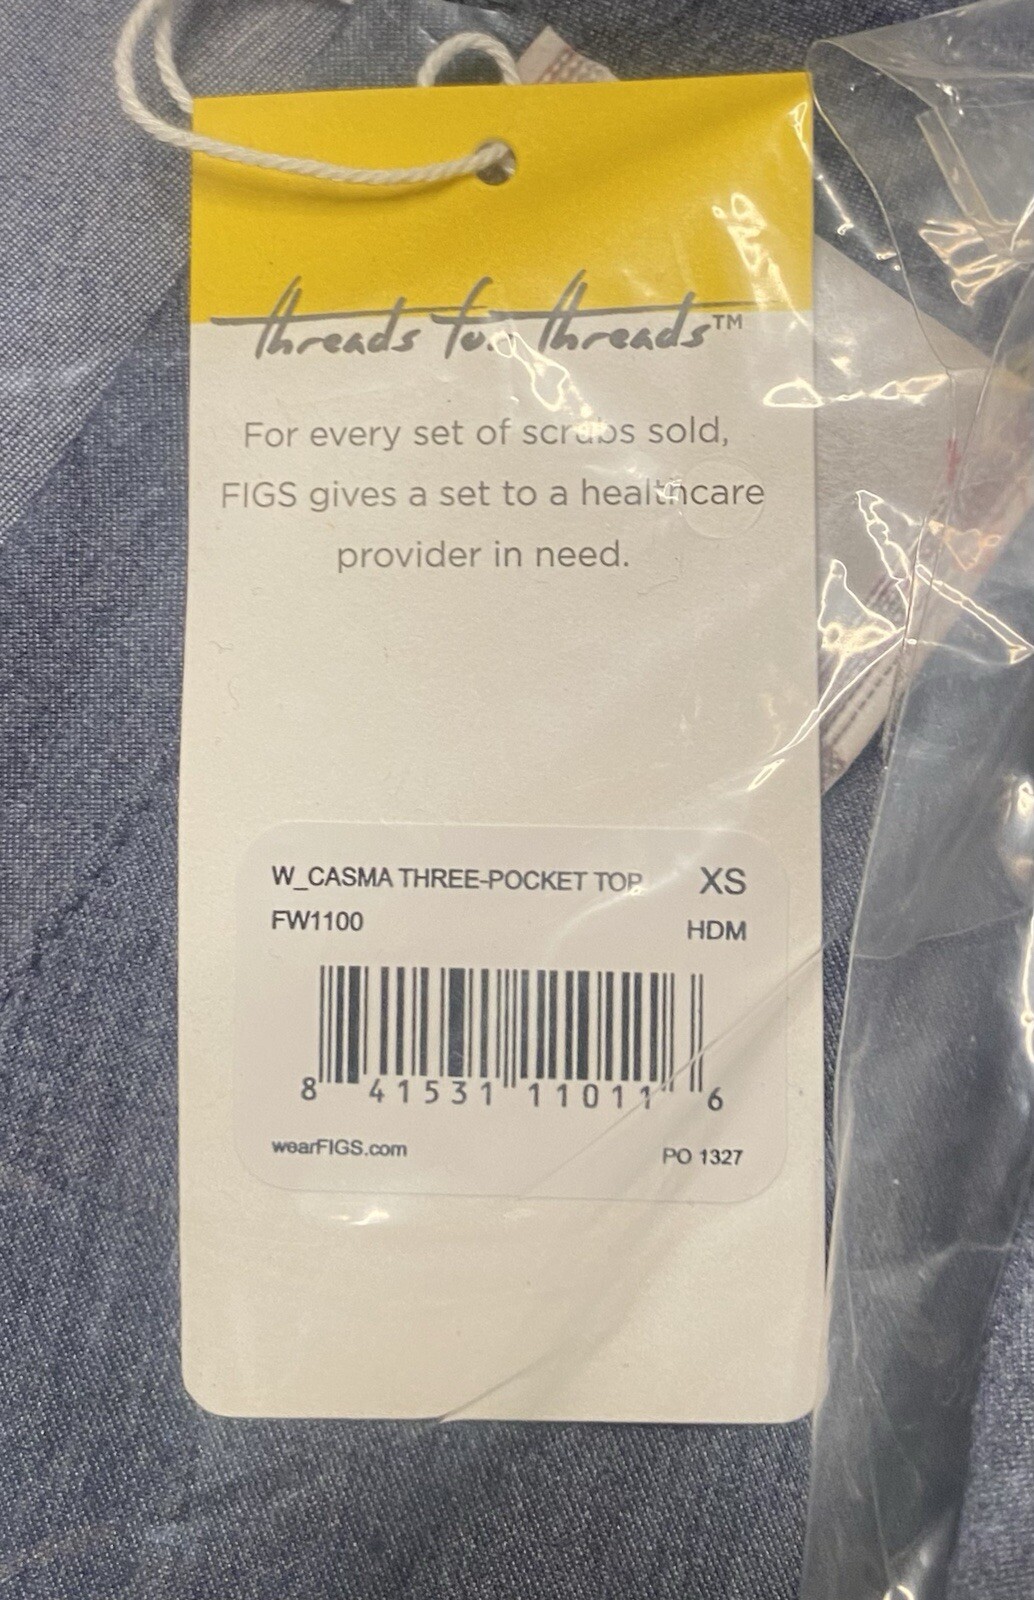 threads for threads™
For every set of scrubs sold,
FIGS gives a set to a healthcare
provider in need.
W_CASMA THREE-POCKET TOP XS
FW1100 HDM
8 41531 11011 6
wearFIGS.com PO 1327